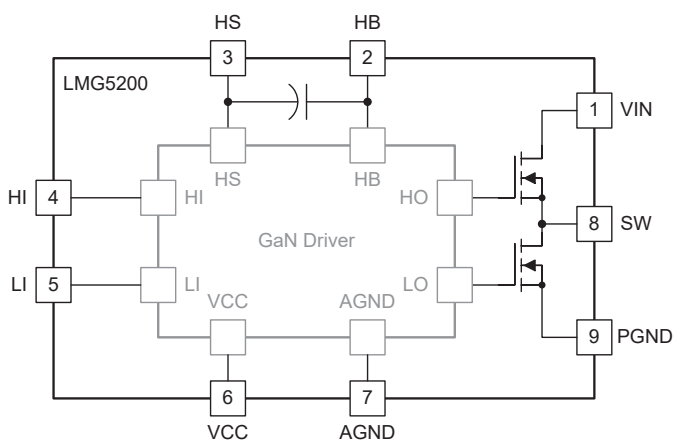 HS HB
3 2
LMG5200
1 VIN
HS HB
HI 4 HI HO
8 SW
GaN Driver
LI 5 LI LO
VCC AGND
9 PGND
6 7
VCC AGND